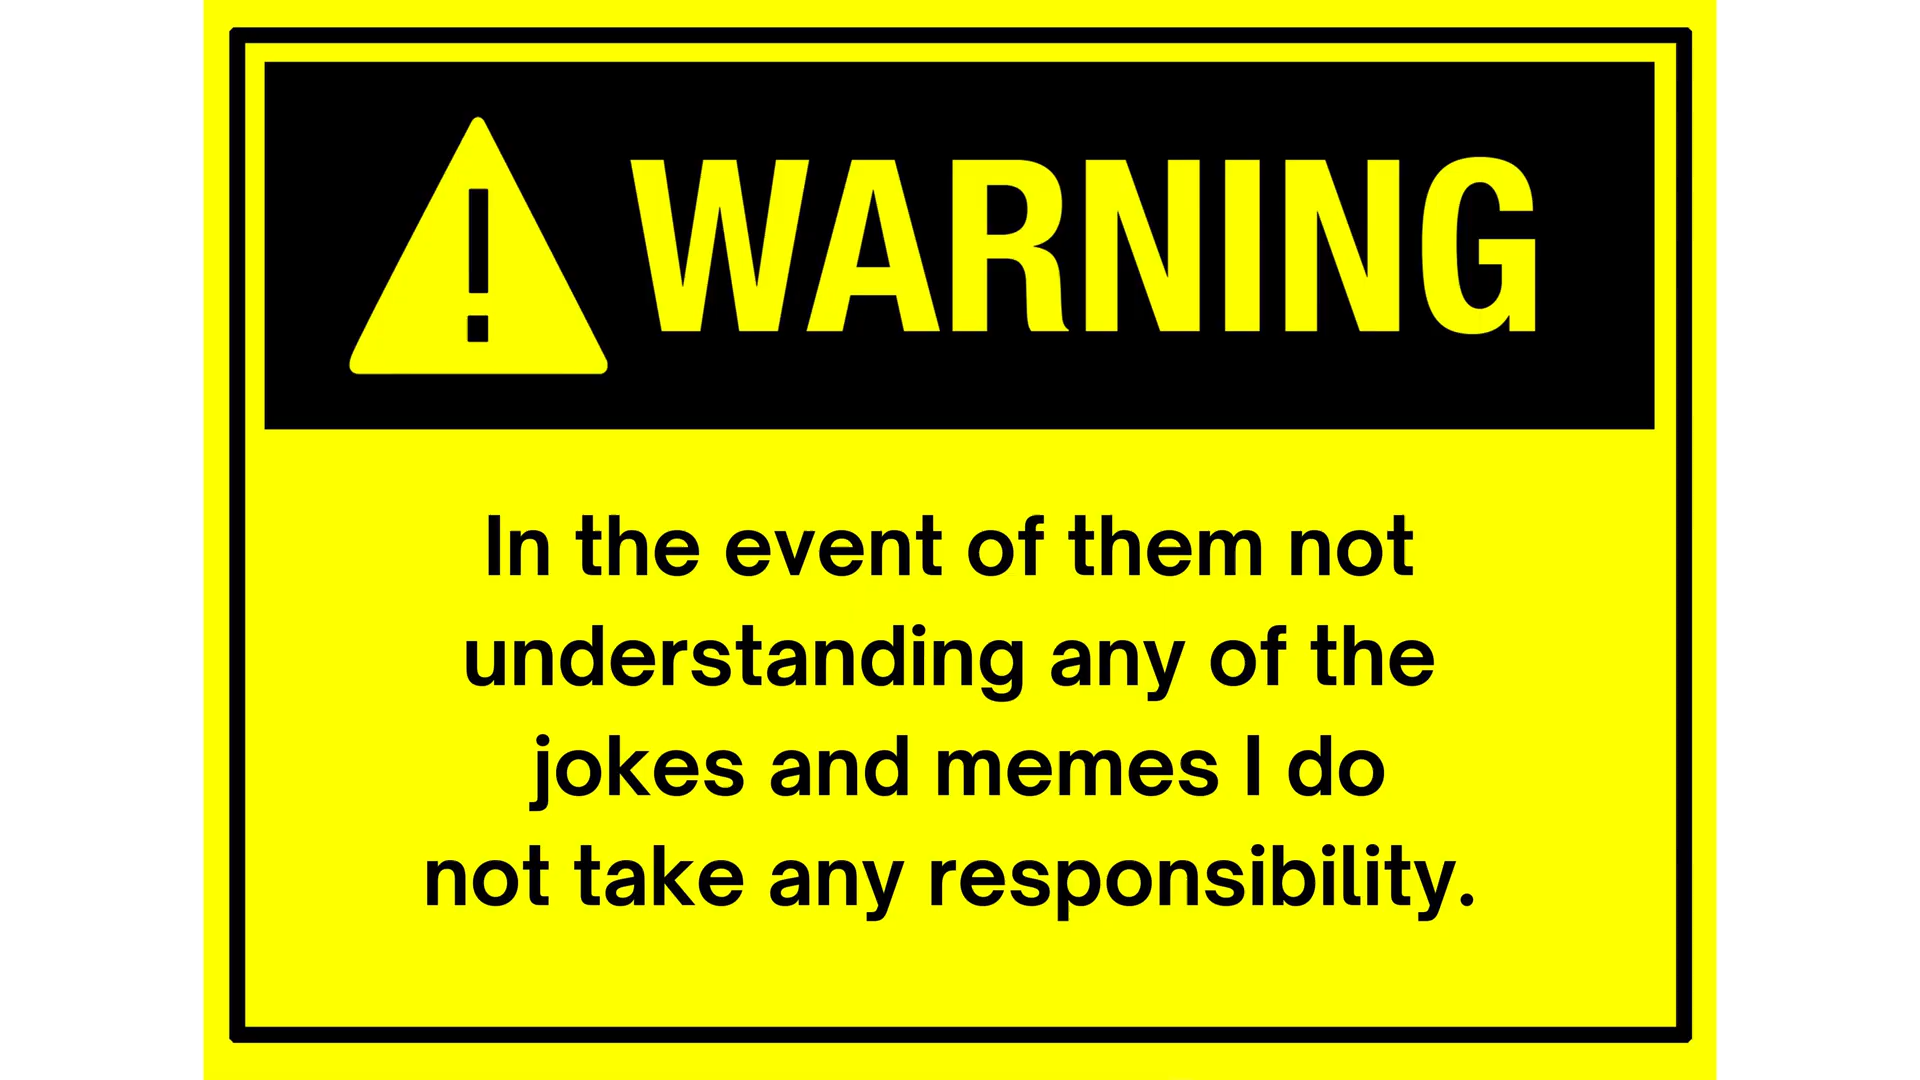 WARNING
In the event of them not
understanding any of the
jokes and memes I do
not take any responsibility.